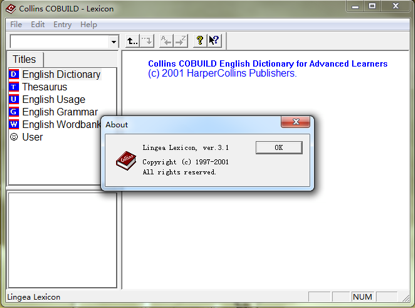 Collins COBUILD - Lexicon
File Edit Entry Help
Titles
D English Dictionary
T Thesaurus
U English Usage
G English Grammar
W English Wordbank
User
Collins COBUILD English Dictionary for Advanced Learners
(c) 2001 HarperCollins Publishers.
About
Collins
Lingea Lexicon, ver.3.1
Copyright (c) 1997-2001
All rights reserved.
OK
Lingea Lexicon
NUM